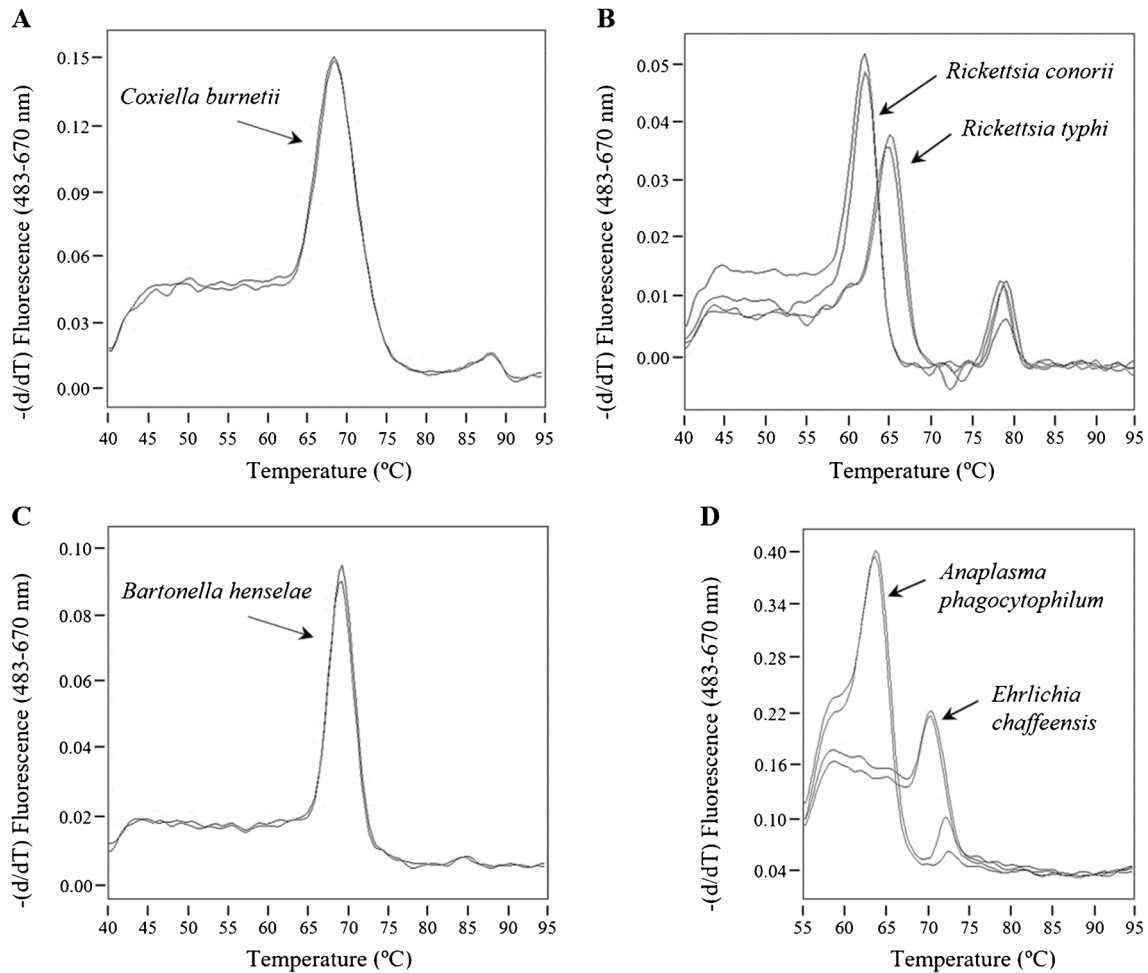 A
-(d/dT) Fluorescence (483-670 nm)
0.15
0.12
0.09
0.06
0.03
0.00
Coxiella burnetii
40 45 50 55 60 65 70 75 80 85 90 95
Temperature (ºC)
B
-(d/dT) Fluorescence (483-670 nm)
0.05
0.04
0.03
0.02
0.01
0.00
Rickettsia conorii
Rickettsia typhi
40 45 50 55 60 65 70 75 80 85 90 95
Temperature (ºC)
C
-(d/dT) Fluorescence (483-670 nm)
0.10
0.08
0.06
0.04
0.02
0.00
Bartonella henselae
40 45 50 55 60 65 70 75 80 85 90 95
Temperature (ºC)
D
-(d/dT) Fluorescence (483-670 nm)
0.40
0.34
0.28
0.22
0.16
0.10
0.04
Anaplasma
phagocytophilum
Ehrlichia
chaffeensis
55 60 65 70 75 80 85 90 95
Temperature (ºC)